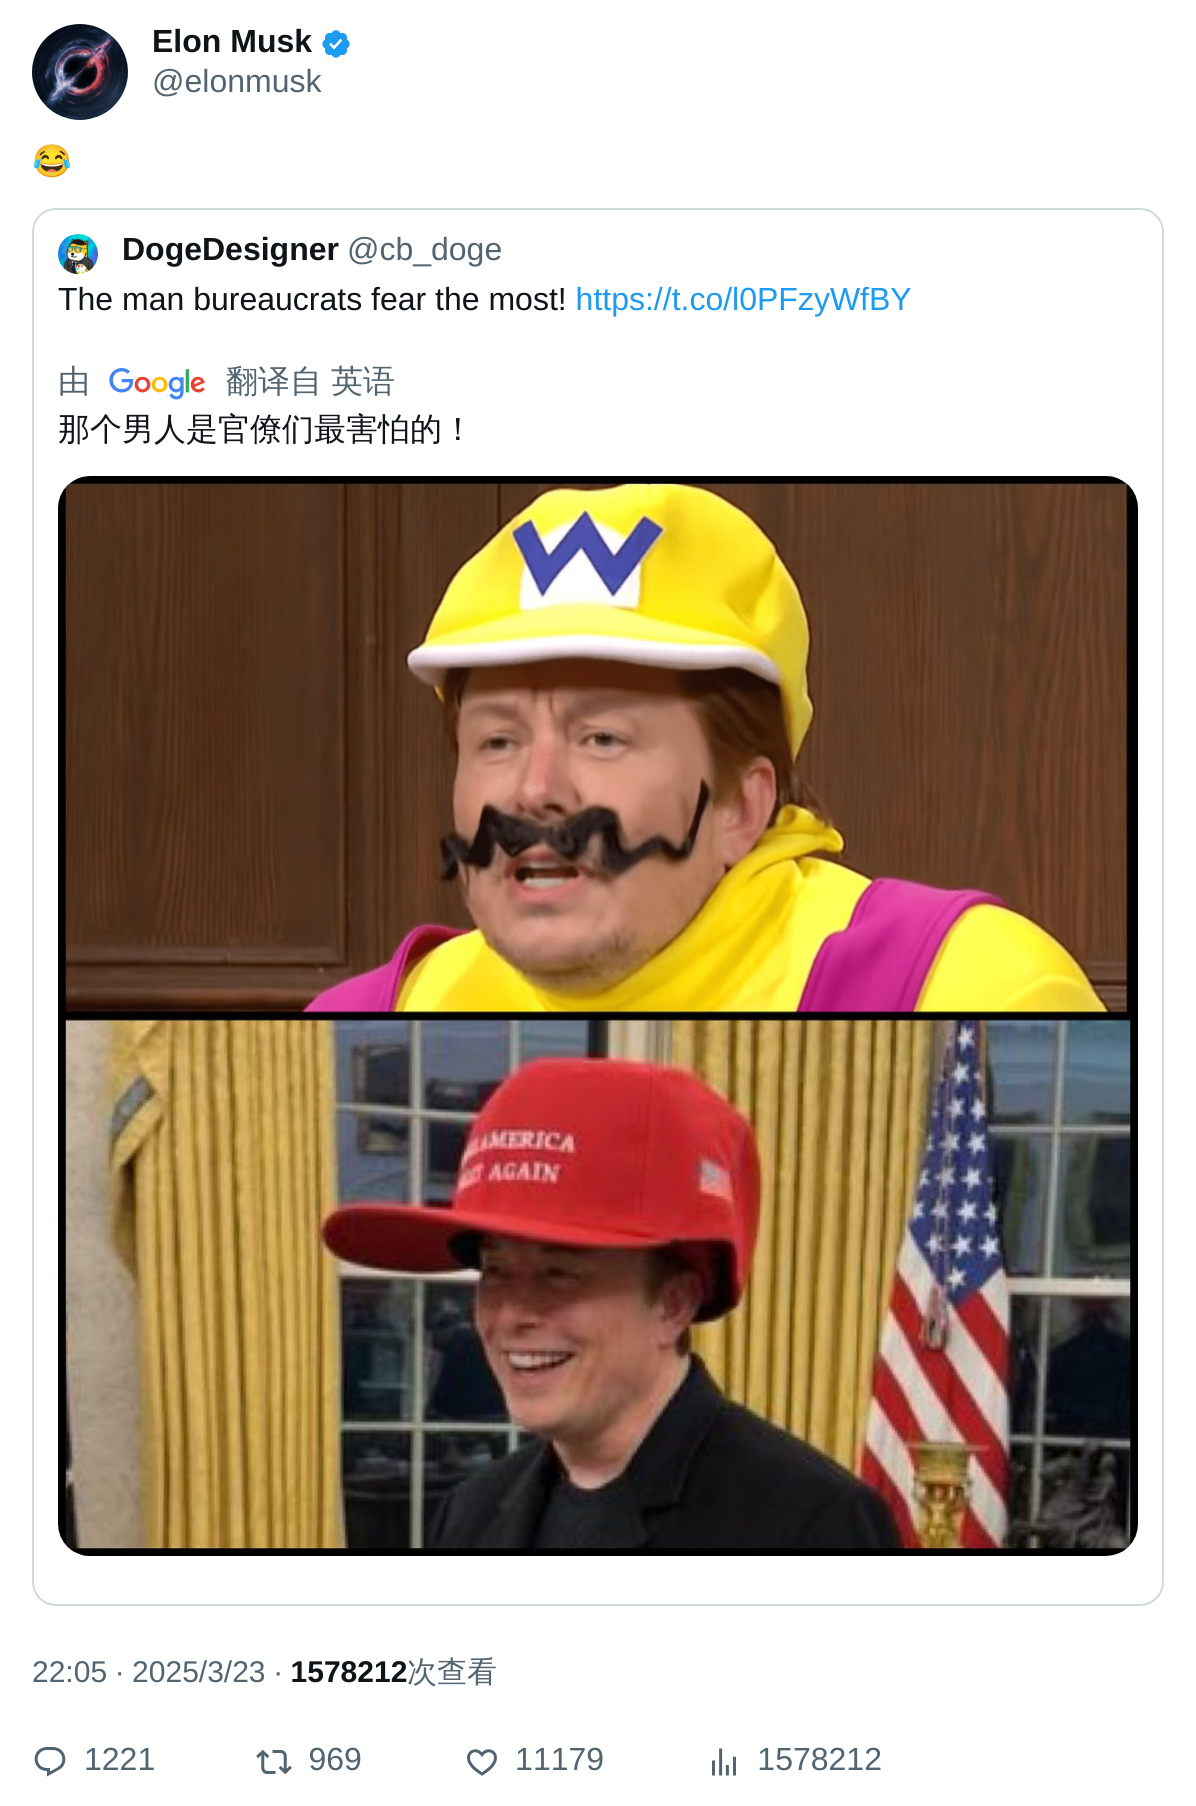 Elon Musk
@elonmusk
😂
DogeDesigner @cb_doge
The man bureaucrats fear the most! https://t.co/l0PFzyWfBY
由 Google 翻译自 英语
那个男人是官僚们最害怕的！
W
AMERICA
AGAIN
22:05 · 2025/3/23 · 1578212次查看
1221 969 11179 1578212